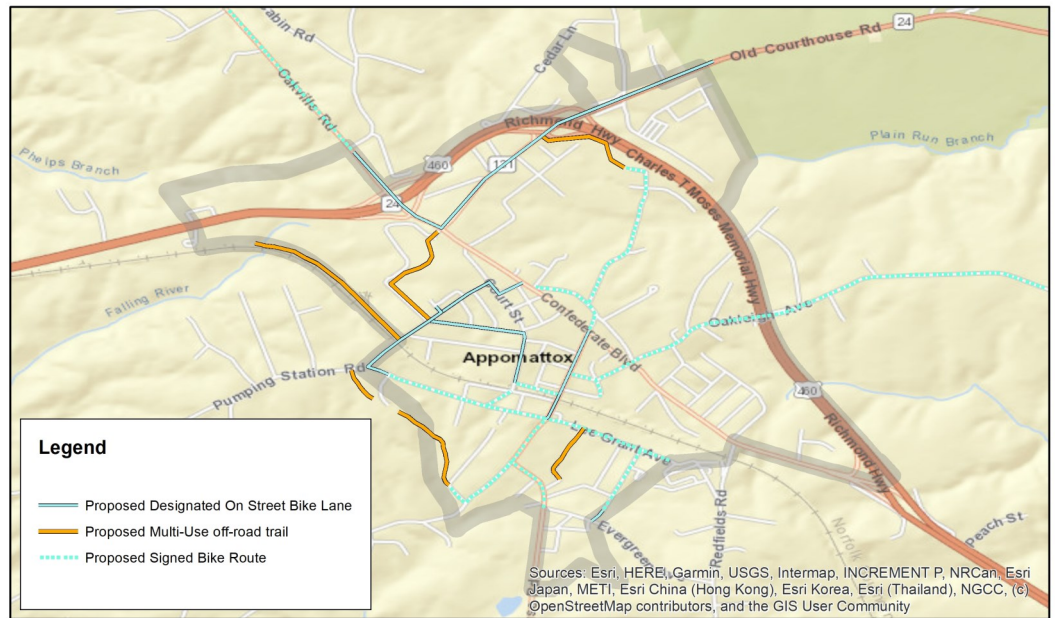 abin Rd
Cedar Ln
Old Courthouse Rd
24
Oakville Rd
Richmond Hwy
Charles T Moses Memorial Hwy
Plain Run Branch
Phelps Branch
460
131
24
Falling River
Court St
Confederate Blvd
Oakleigh Ave
Appomattox
Pumping Station Rd
460
Richmond Hwy
Lee Grant Ave
Evergreen
Redfields Rd
Norfolk
Peach St
Legend
Proposed Designated On Street Bike Lane
Proposed Multi-Use off-road trail
Proposed Signed Bike Route
Sources: Esri, HERE, Garmin, USGS, Intermap, INCREMENT P, NRCan, Esri
Japan, METI, Esri China (Hong Kong), Esri Korea, Esri (Thailand), NGCC, (c)
OpenStreetMap contributors, and the GIS User Community